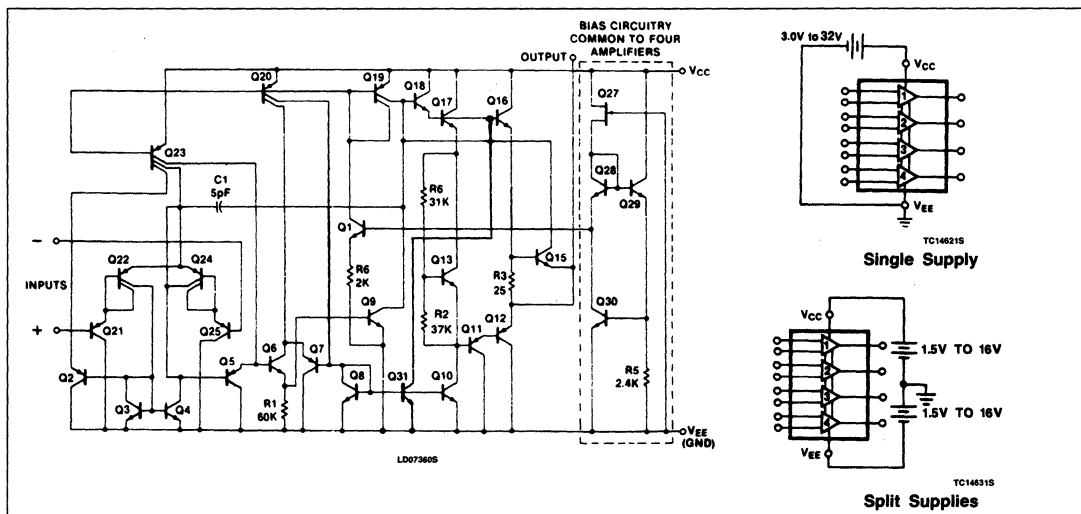 BIAS CIRCUITRY
COMMON TO FOUR
AMPLIFIERS
OUTPUT
VCC
Q20
Q19
Q18
Q17
Q16
Q27
Q23
C1
5pF
R6
31K
Q28
Q29
Q1
−
INPUTS
+
Q22
Q24
R6
2K
Q13
Q15
R3
25
Q21
Q25
Q9
R2
37K
Q30
Q2
Q5
Q6
Q7
Q11
Q12
Q3
Q4
R1
60K
Q8
Q31
Q10
R5
2.4K
VEE
(GND)
LD07360S
3.0V to 32V
VCC
1
2
3
4
VEE
TC14621S
Single Supply
VCC
1
2
3
4
1.5V TO 16V
1.5V TO 16V
VEE
TC14631S
Split Supplies